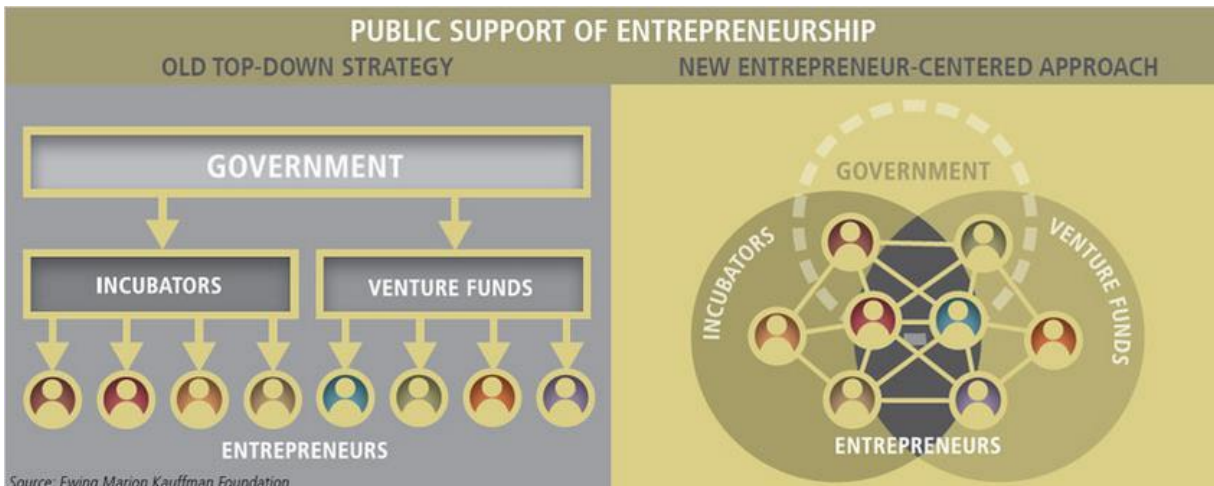 PUBLIC SUPPORT OF ENTREPRENEURSHIP
OLD TOP-DOWN STRATEGY
GOVERNMENT
INCUBATORS
VENTURE FUNDS
ENTREPRENEURS
Source: Ewing Marion Kauffman Foundation
NEW ENTREPRENEUR-CENTERED APPROACH
GOVERNMENT
INCUBATORS
VENTURE FUNDS
ENTREPRENEURS